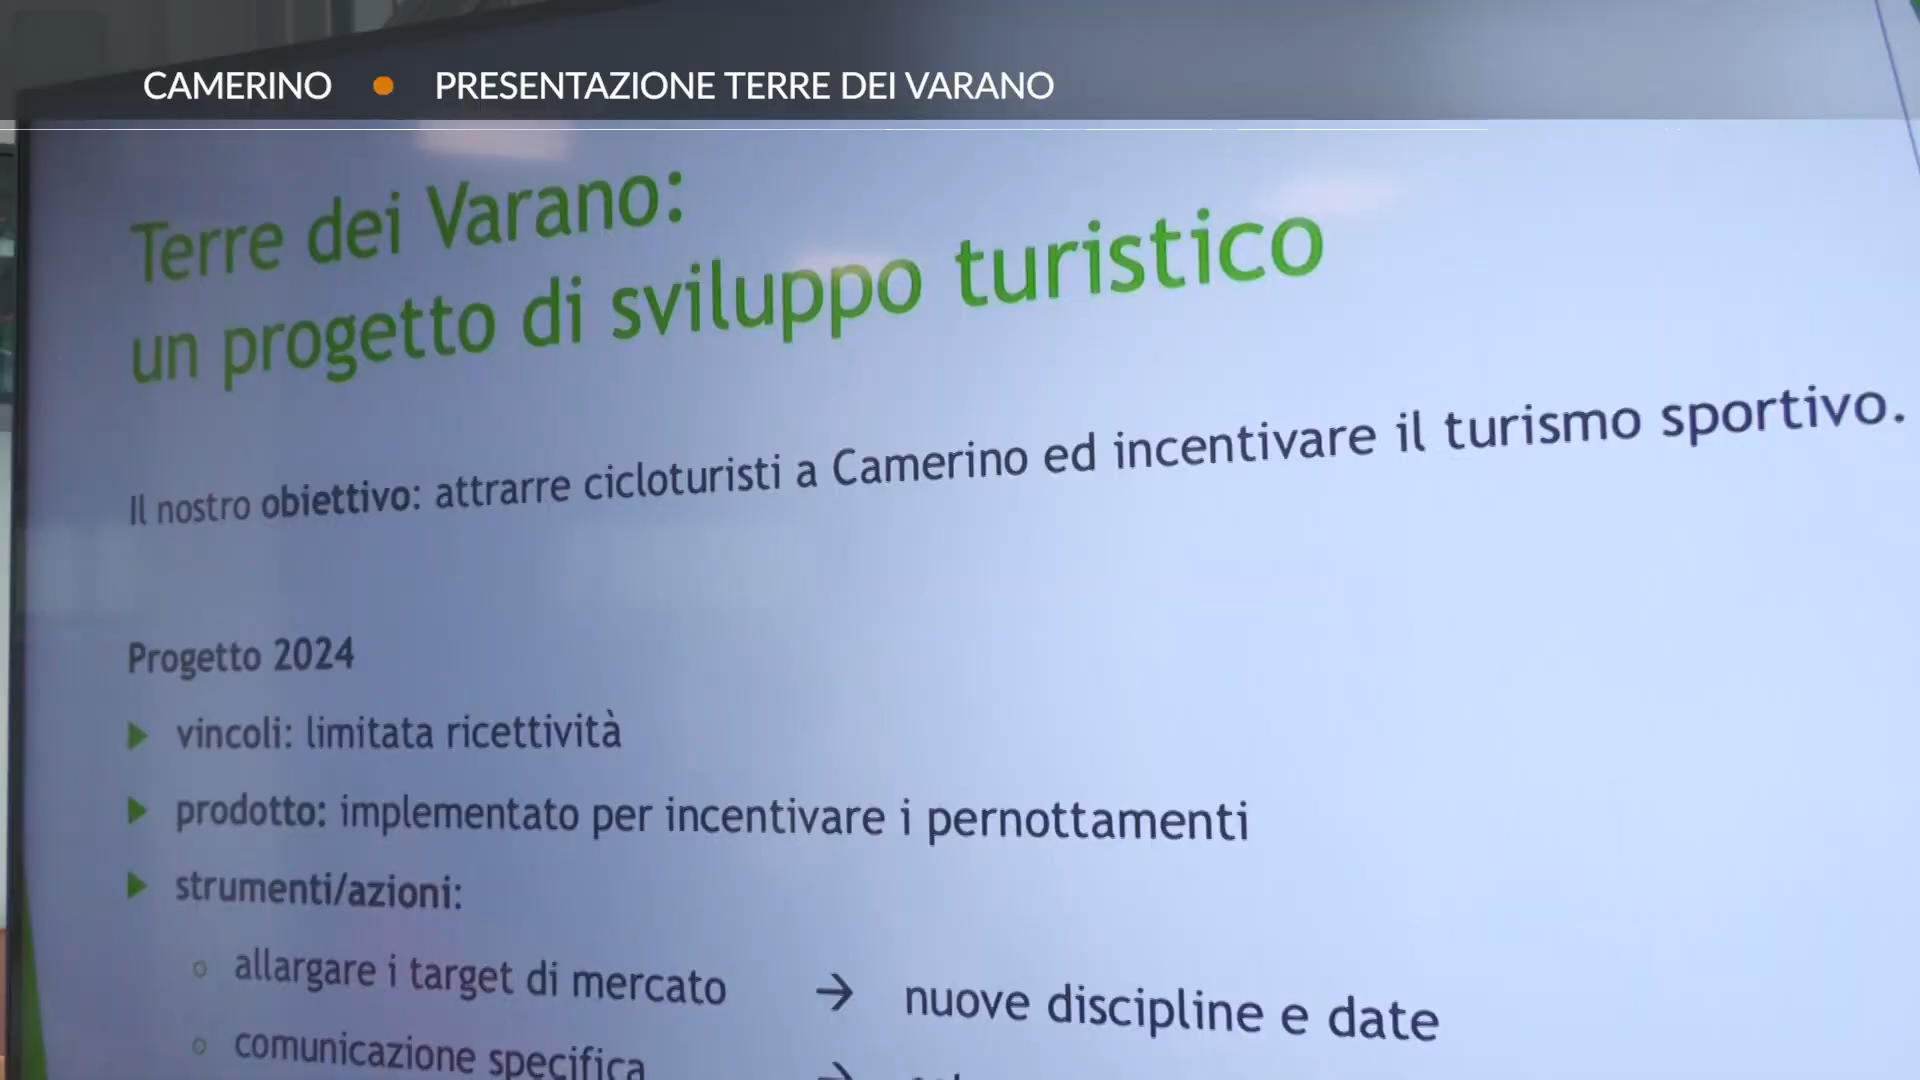 CAMERINO • PRESENTAZIONE TERRE DEI VARANO
Terre dei Varano:
un progetto di sviluppo turistico
Il nostro obiettivo: attrarre cicloturisti a Camerino ed incentivare il turismo sportivo.
Progetto 2024
vincoli: limitata ricettività
prodotto: implementato per incentivare i pernottamenti
strumenti/azioni:
allargare i target di mercato → nuove discipline e date
comunicazione specifica →